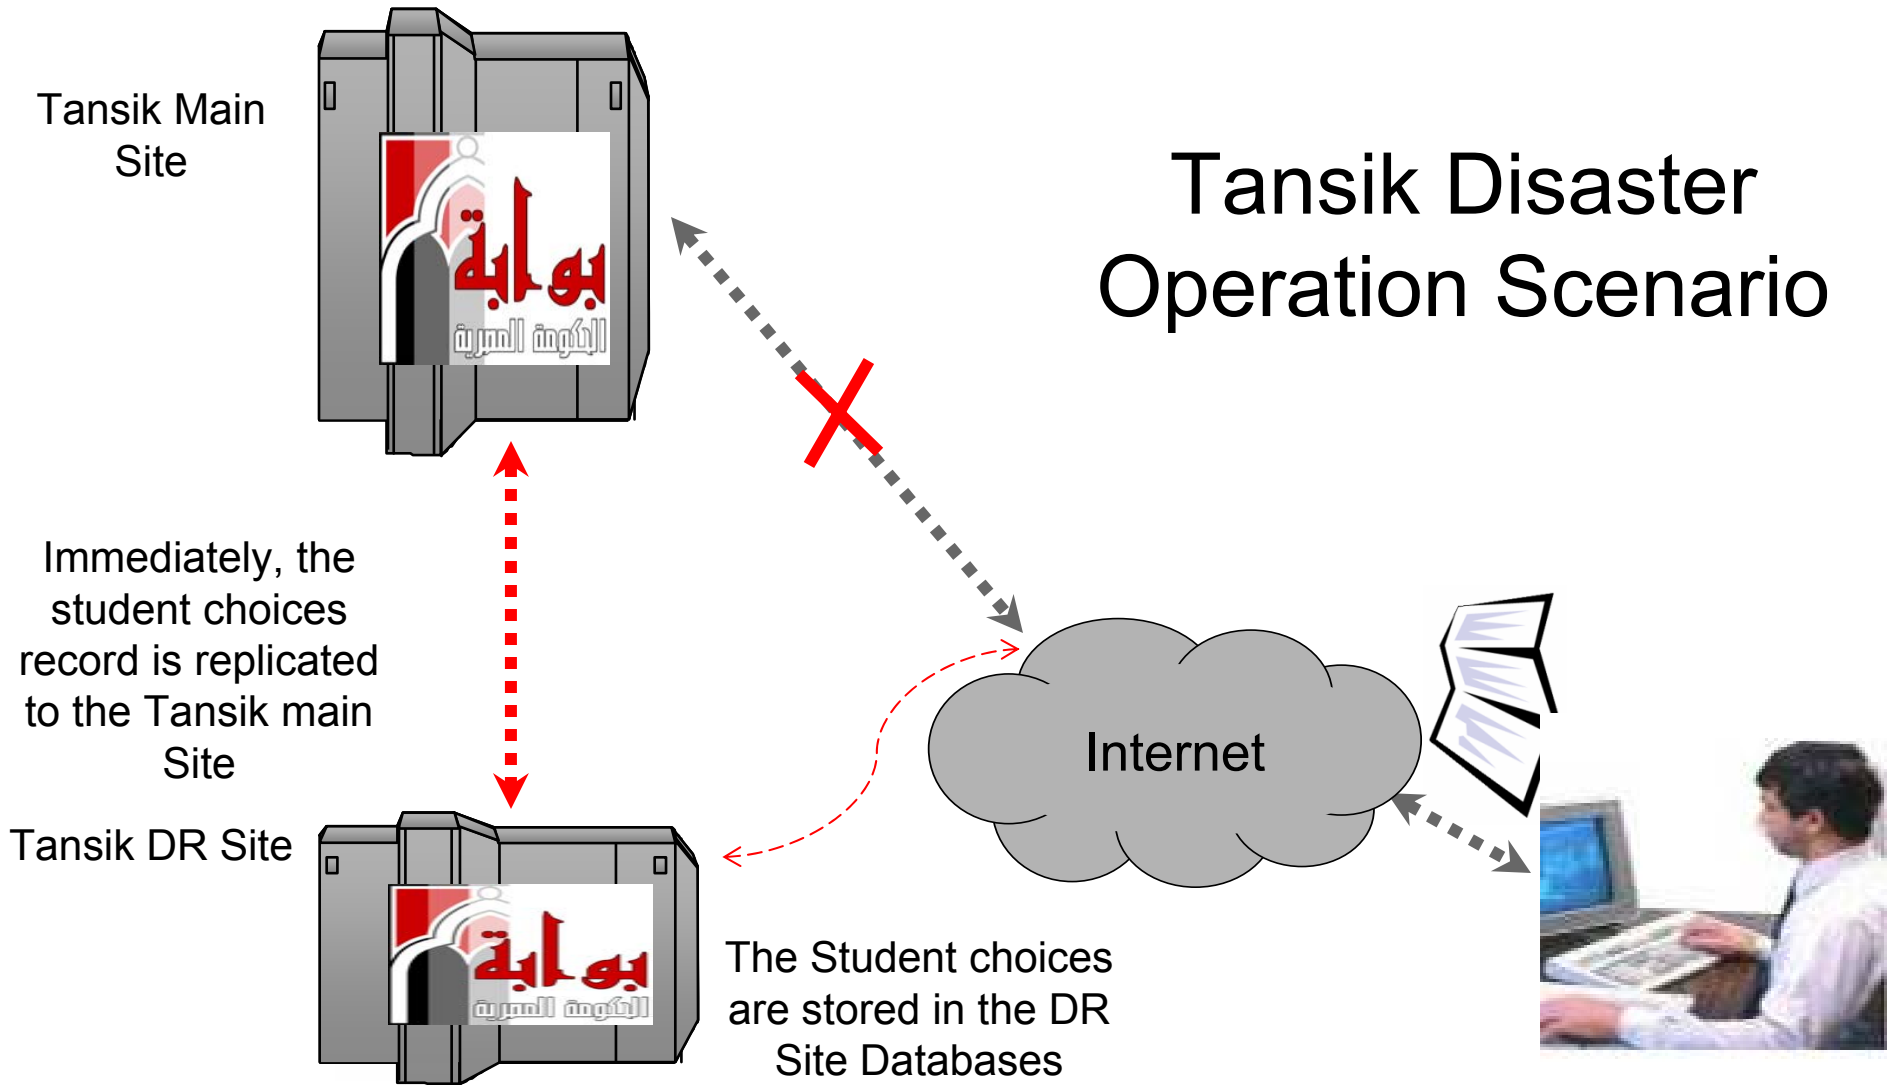 Tansik Main
Site
بوابة
الحكومة المصرية
Tansik Disaster
Operation Scenario
Immediately, the
student choices
record is replicated
to the Tansik main
Site
Internet
Tansik DR Site
بوابة
الحكومة المصرية
The Student choices
are stored in the DR
Site Databases